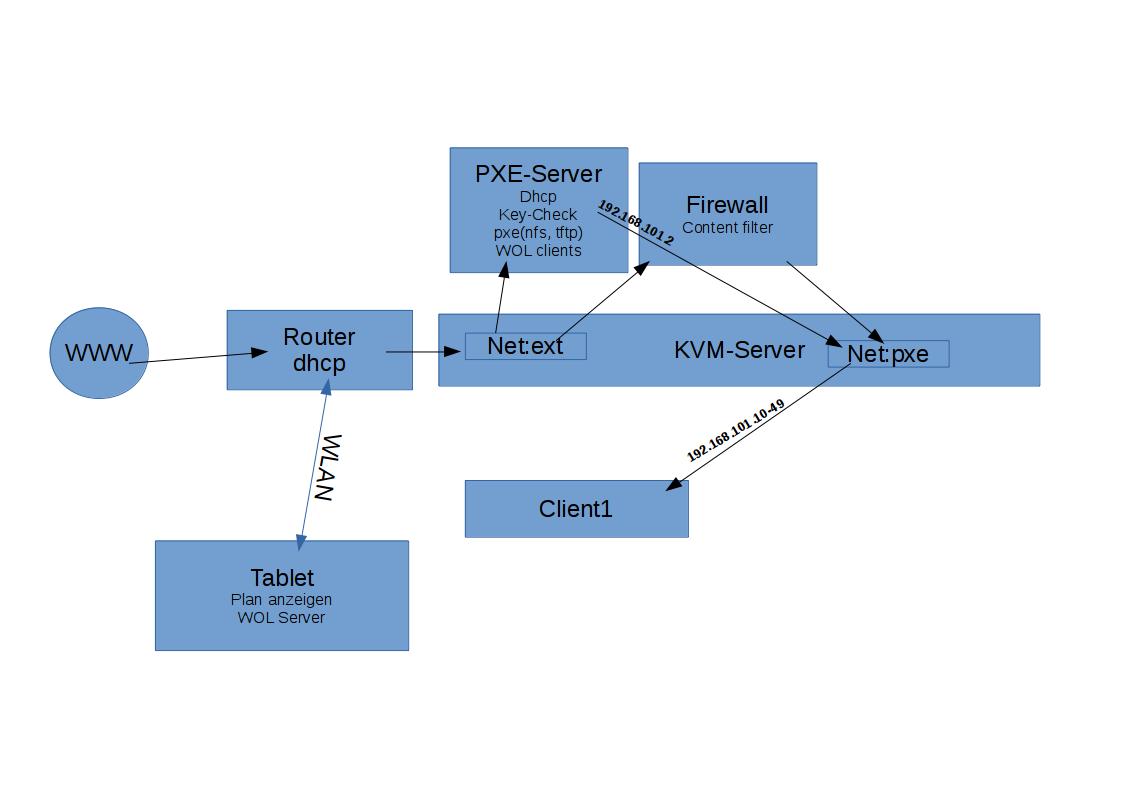 PXE-Server
Dhcp
Key-Check
pxe(nfs, tftp)
WOL clients
Firewall
Content filter
192.168.101.2
WWW
Router
dhcp
Net:ext
KVM-Server
Net:pxe
192.168.101.10-49
WLAN
Client1
Tablet
Plan anzeigen
WOL Server